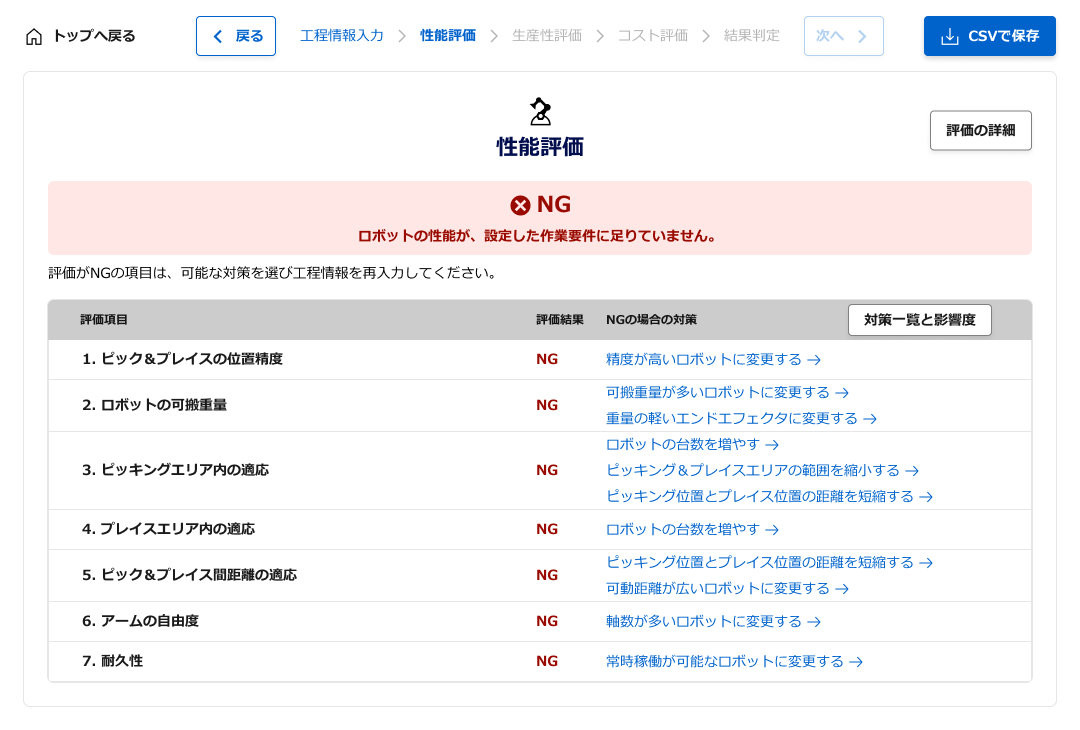 トップへ戻る
戻る
工程情報入力
性能評価
生産性評価
コスト評価
結果判定
次へ
CSVで保存
性能評価
評価の詳細
NG
ロボットの性能が、設定した作業要件に足りていません。
評価がNGの項目は、可能な対策を選び工程情報を再入力してください。
評価項目 評価結果 NGの場合の対策 対策一覧と影響度
1. ピック＆プレイスの位置精度 NG 精度が高いロボットに変更する →
2. ロボットの可搬重量 NG 可搬重量が多いロボットに変更する →
重量の軽いエンドエフェクタに変更する →
3. ピッキングエリア内の適応 NG ロボットの台数を増やす →
ピッキング＆プレイスエリアの範囲を縮小する →
ピッキング位置とプレイス位置の距離を短縮する →
4. プレイスエリア内の適応 NG ロボットの台数を増やす →
5. ピック＆プレイス間距離の適応 NG ピッキング位置とプレイス位置の距離を短縮する →
可動距離が広いロボットに変更する →
6. アームの自由度 NG 軸数が多いロボットに変更する →
7. 耐久性 NG 常時稼働が可能なロボットに変更する →